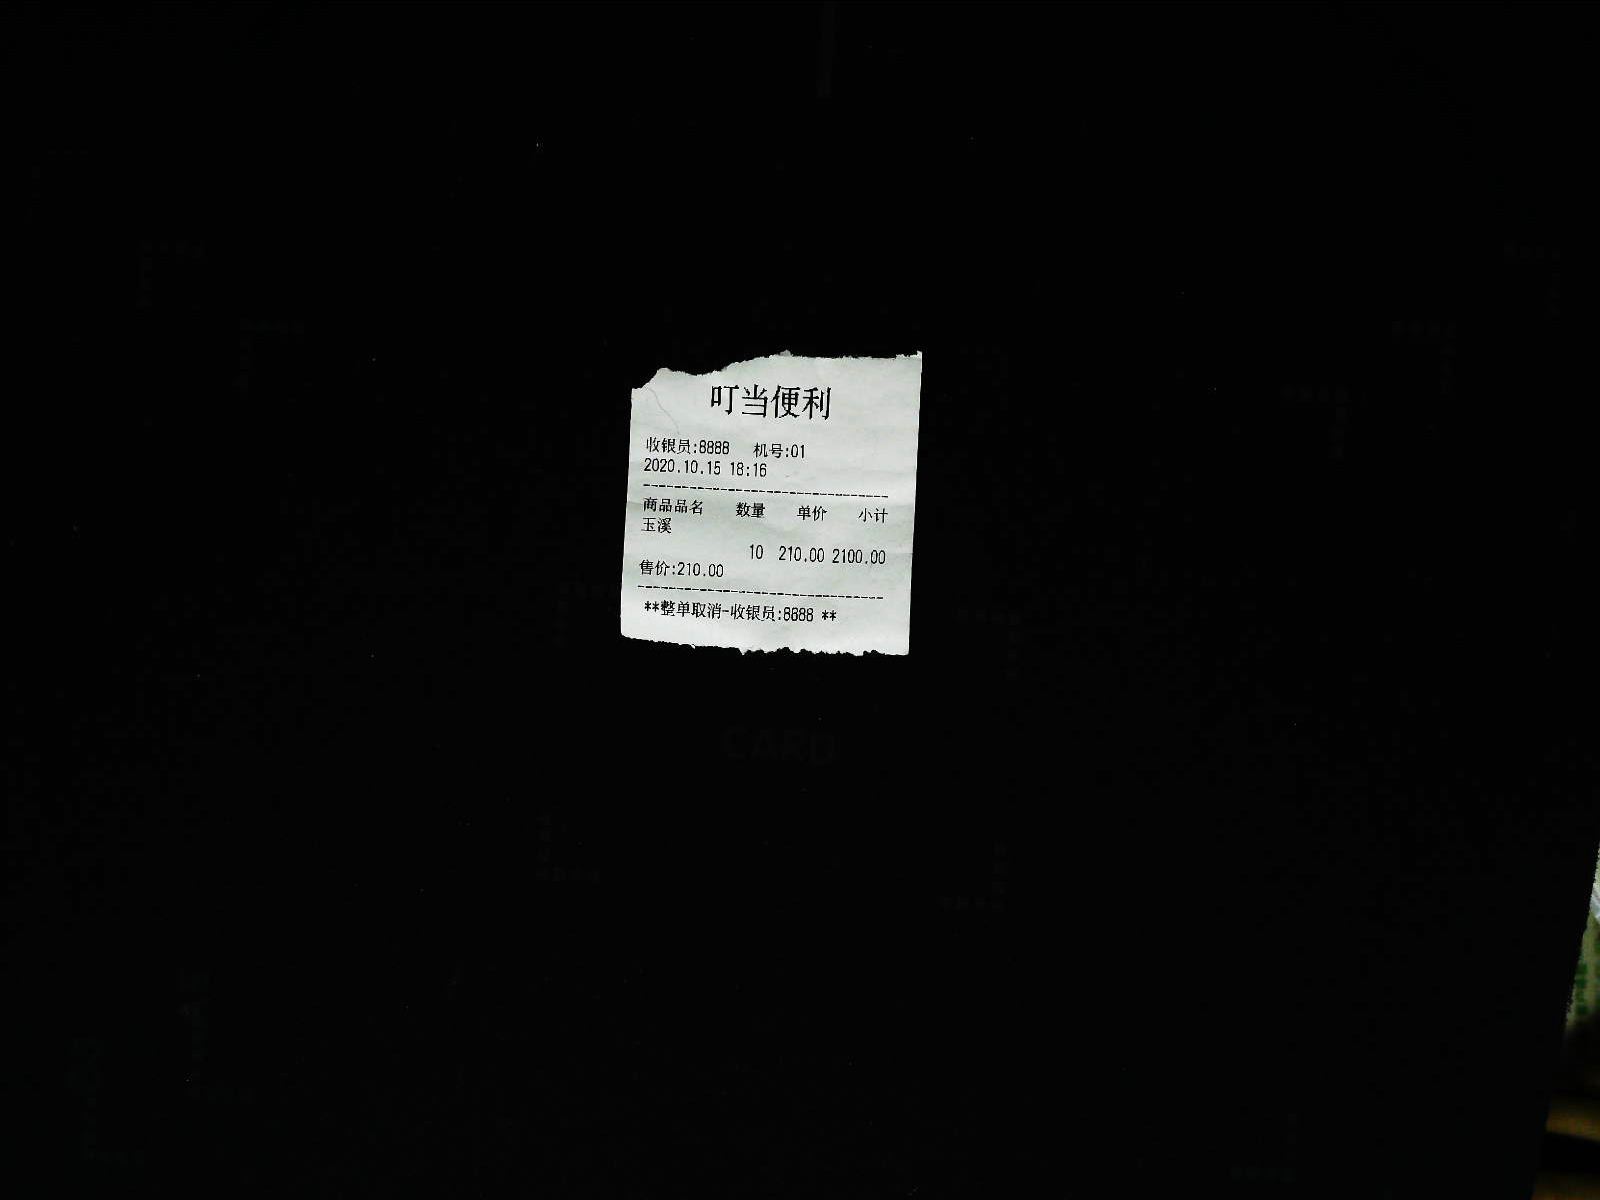 叮当便利
收银员:8888 机号:01
2020.10.15 18:16
商品品名 数量 单价 小计
玉溪
10 210.00 2100.00
售价:210.00
**整单取消-收银员:8888 **
CARD